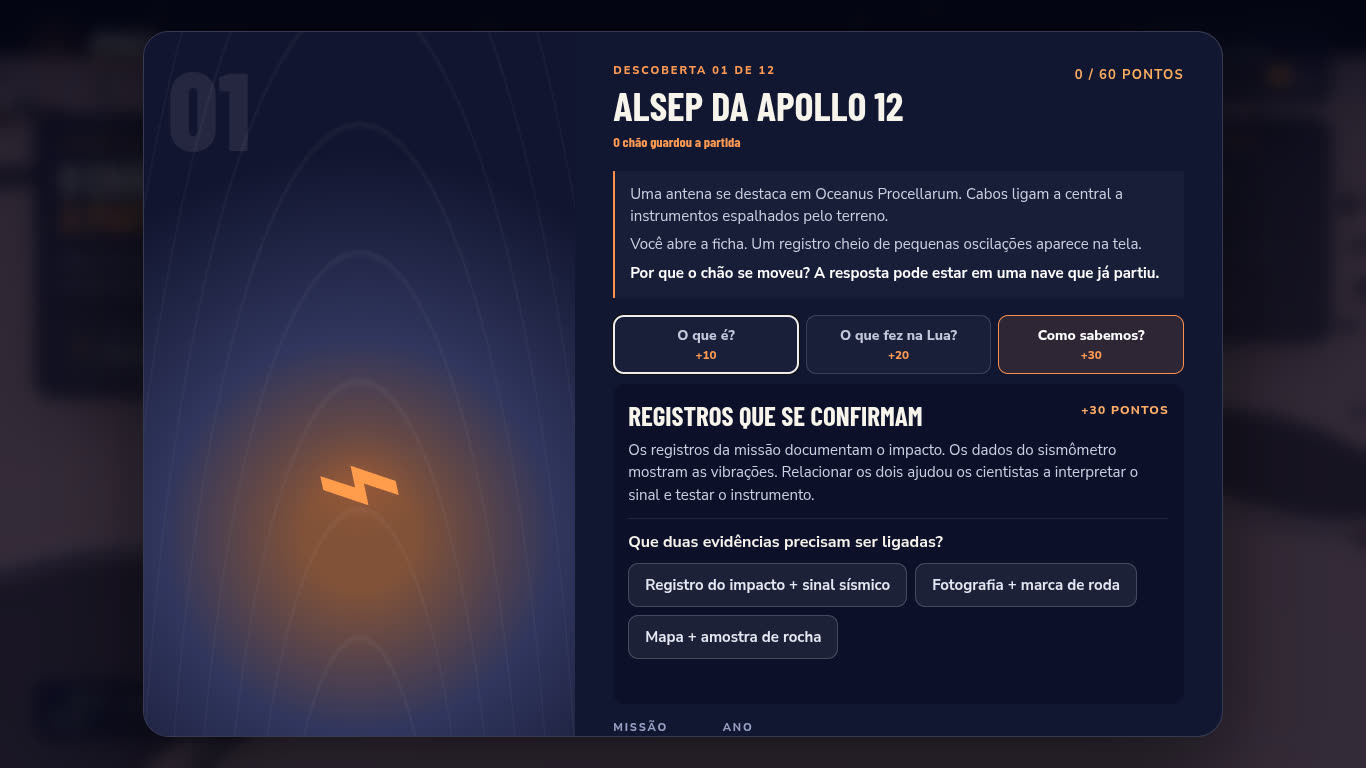 01
DESCOBERTA 01 DE 12
0 / 60 PONTOS
ALSEP DA APOLLO 12
O chão guardou a partida
Uma antena se destaca em Oceanus Procellarum. Cabos ligam a central a
instrumentos espalhados pelo terreno.
Você abre a ficha. Um registro cheio de pequenas oscilações aparece na tela.
Por que o chão se moveu? A resposta pode estar em uma nave que já partiu.
O que é?
+10
O que fez na Lua?
+20
Como sabemos?
+30
REGISTROS QUE SE CONFIRMAM
+30 PONTOS
Os registros da missão documentam o impacto. Os dados do sismômetro
mostram as vibrações. Relacionar os dois ajudou os cientistas a interpretar o
sinal e testar o instrumento.
Que duas evidências precisam ser ligadas?
Registro do impacto + sinal sísmico
Fotografia + marca de roda
Mapa + amostra de rocha
MISSÃO
ANO